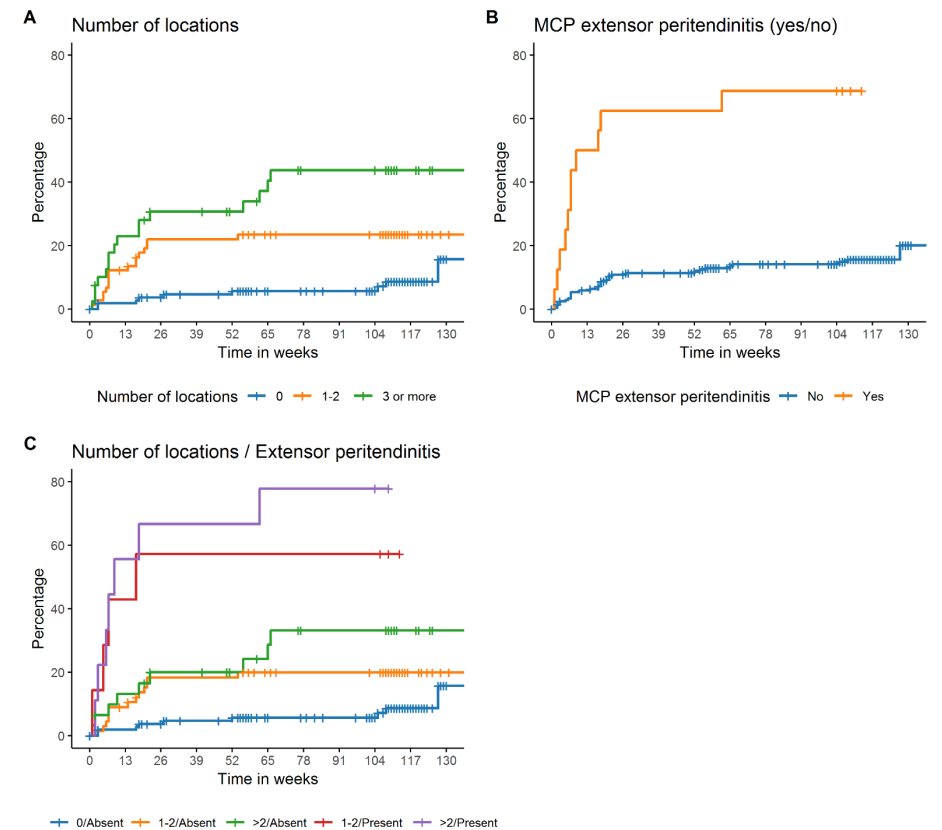 A
Number of locations
80
60
40
20
0
Percentage
0 13 26 39 52 65 78 91 104 117 130
Time in weeks
Number of locations 0 1-2 3 or more
B
MCP extensor peritendinitis (yes/no)
80
60
40
20
0
Percentage
0 13 26 39 52 65 78 91 104 117 130
Time in weeks
MCP extensor peritendinitis No Yes
C
Number of locations / Extensor peritendinitis
80
60
40
20
0
Percentage
0 13 26 39 52 65 78 91 104 117 130
Time in weeks
0/Absent 1-2/Absent >2/Absent 1-2/Present >2/Present